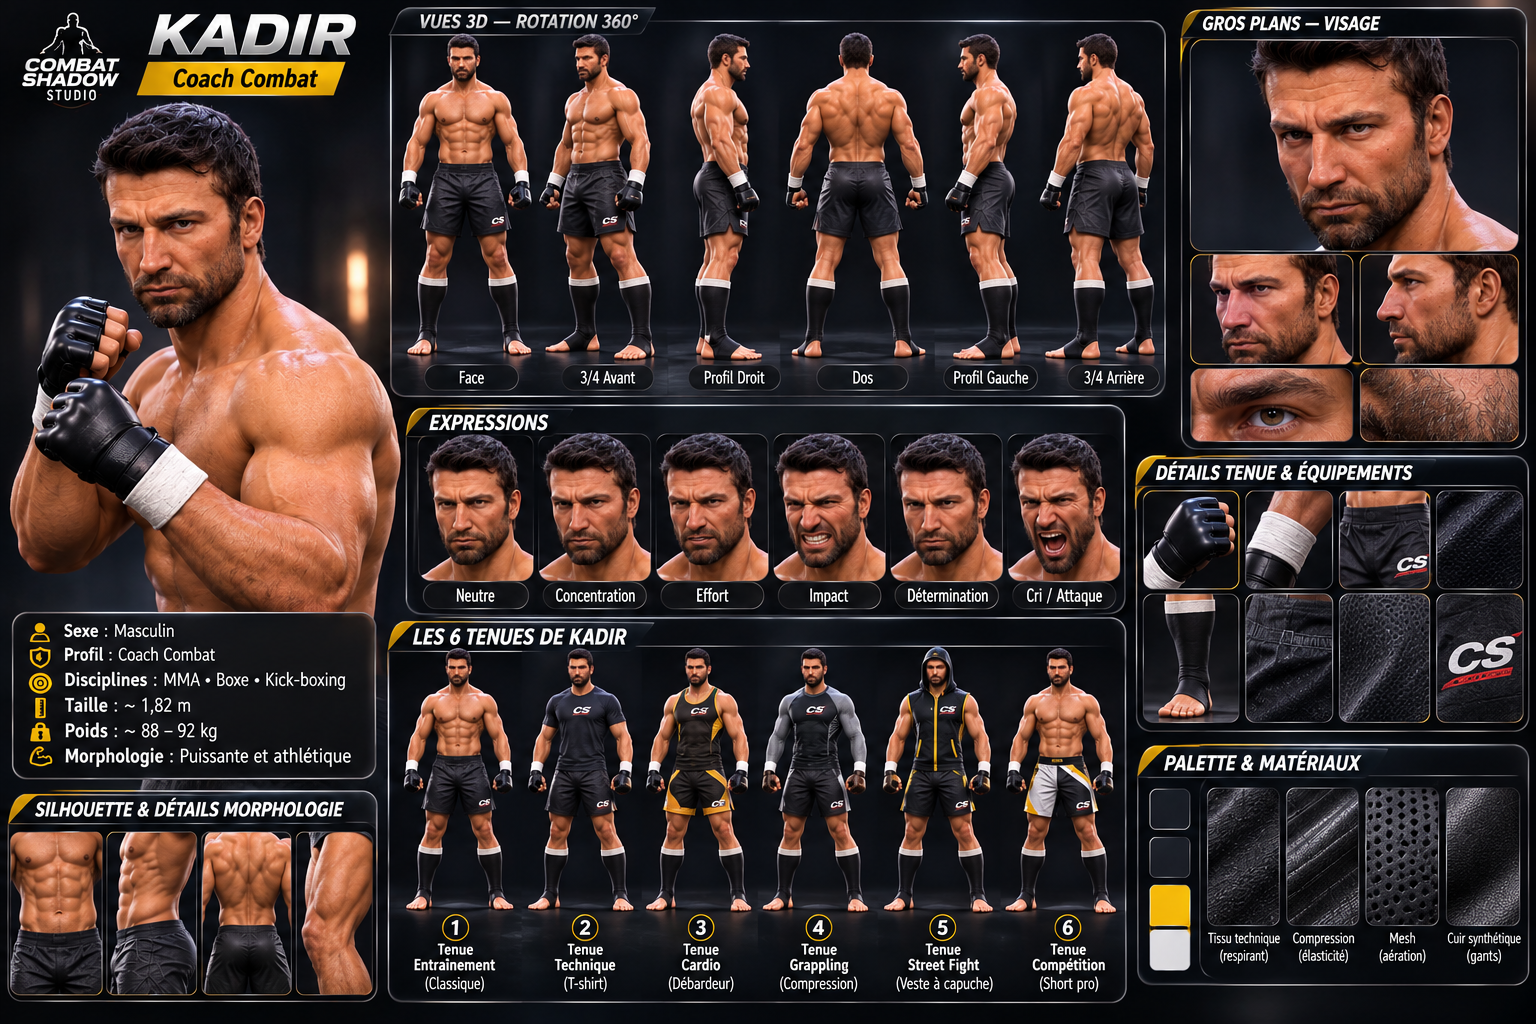 COMBAT
SHADOW
STUDIO
KADIR
Coach Combat
VUES 3D — ROTATION 360°
Face
3/4 Avant
Profil Droit
Dos
Profil Gauche
3/4 Arrière
GROS PLANS — VISAGE
EXPRESSIONS
Neutre
Concentration
Effort
Impact
Détermination
Cri / Attaque
DÉTAILS TENUE & ÉQUIPEMENTS
CS
CS
Sexe : Masculin
Profil : Coach Combat
Disciplines : MMA • Boxe • Kick-boxing
Taille : ~ 1,82 m
Poids : ~ 88 – 92 kg
Morphologie : Puissante et athlétique
SILHOUETTE & DÉTAILS MORPHOLOGIE
LES 6 TENUES DE KADIR
1
Tenue
Entraînement
(Classique)
2
Tenue
Technique
(T-shirt)
3
Tenue
Cardio
(Débardeur)
4
Tenue
Grappling
(Compression)
5
Tenue
Street Fight
(Veste à capuche)
6
Tenue
Compétition
(Short pro)
PALETTE & MATÉRIAUX
Tissu technique
(respirant)
Compression
(élasticité)
Mesh
(aération)
Cuir synthétique
(gants)